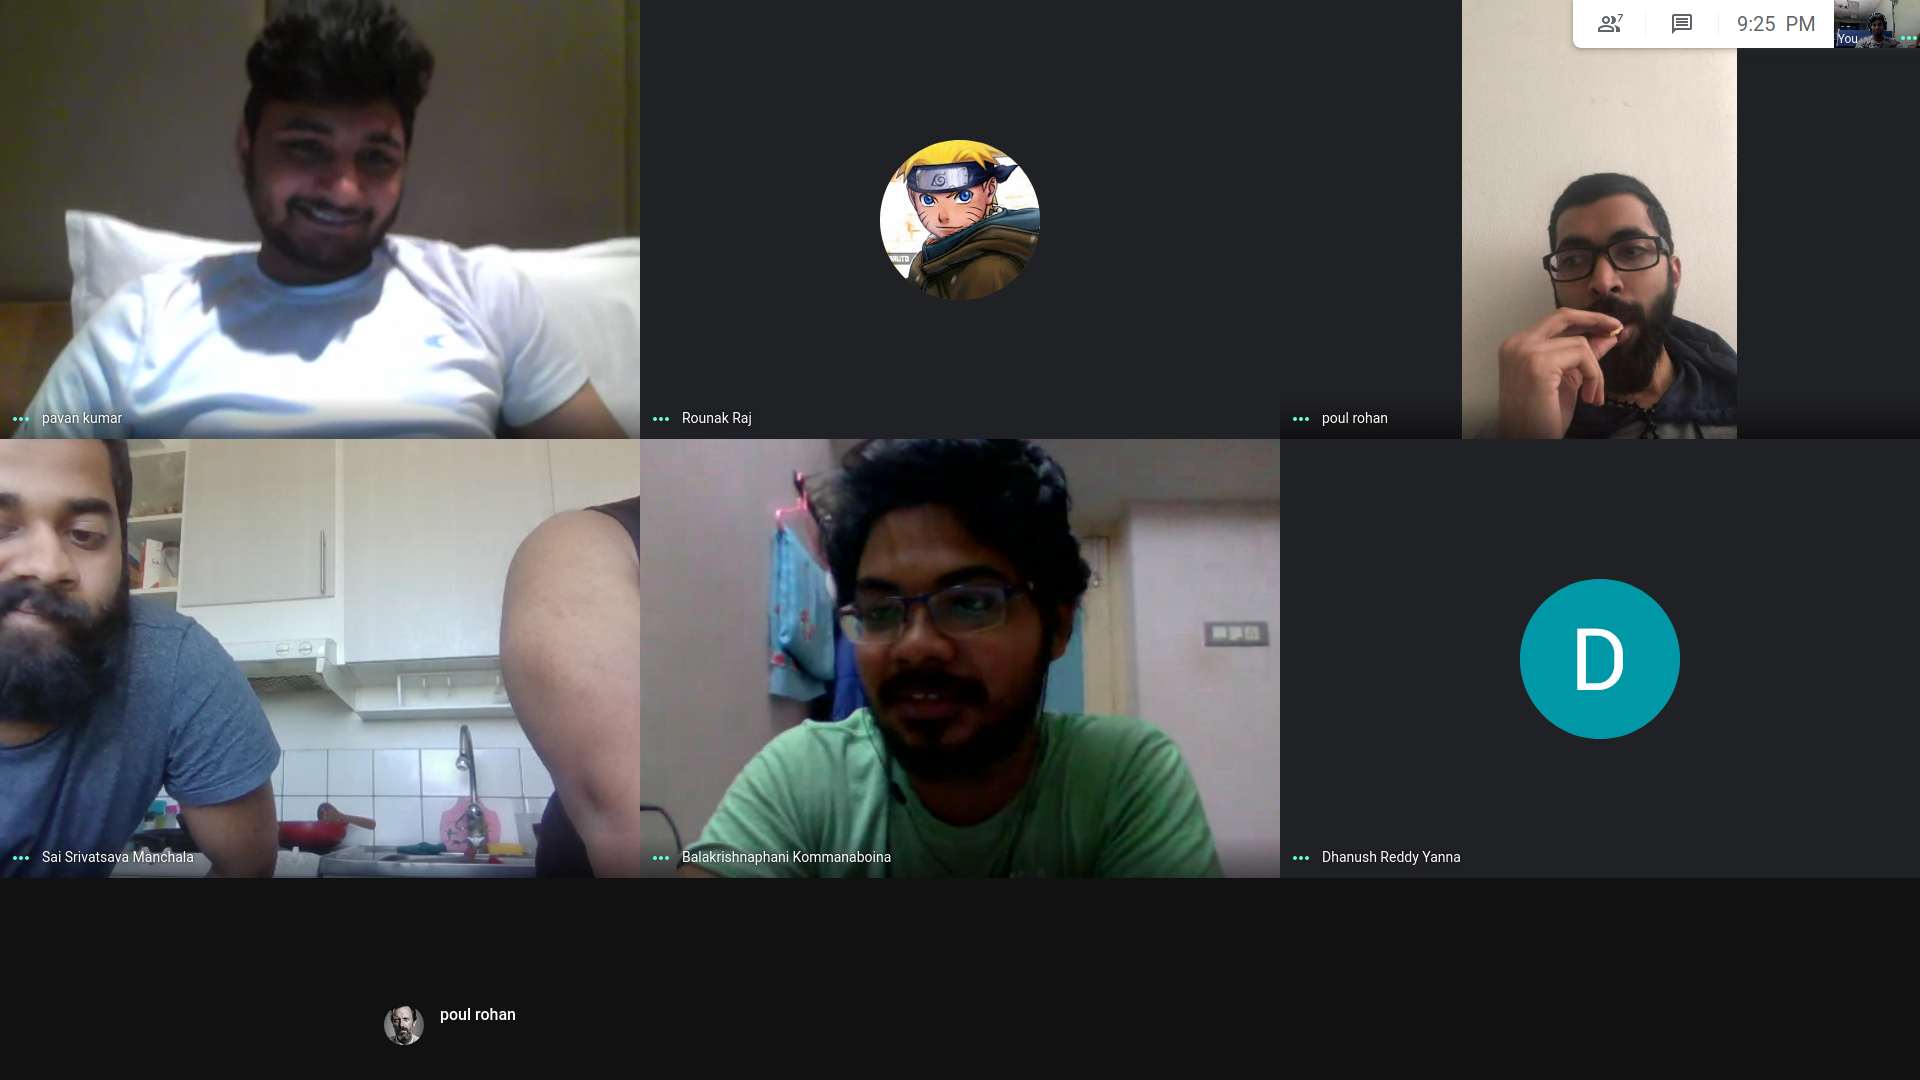 7
9:25 PM
You
pavan kumar
Rounak Raj
poul rohan
Sai Srivatsava Manchala
Balakrishnaphani Kommanaboina
D
Dhanush Reddy Yanna
poul rohan